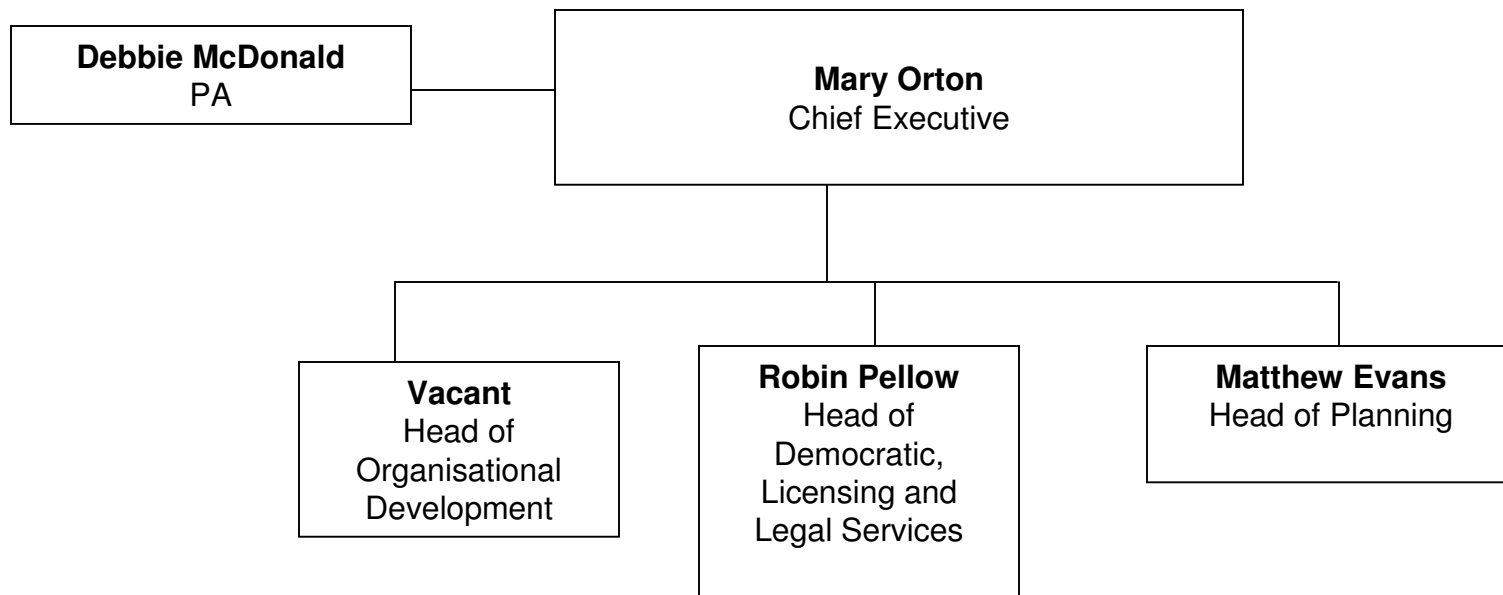 Debbie McDonald
PA
Mary Orton
Chief Executive
Vacant
Head of
Organisational
Development
Robin Pellow
Head of
Democratic,
Licensing and
Legal Services
Matthew Evans
Head of Planning